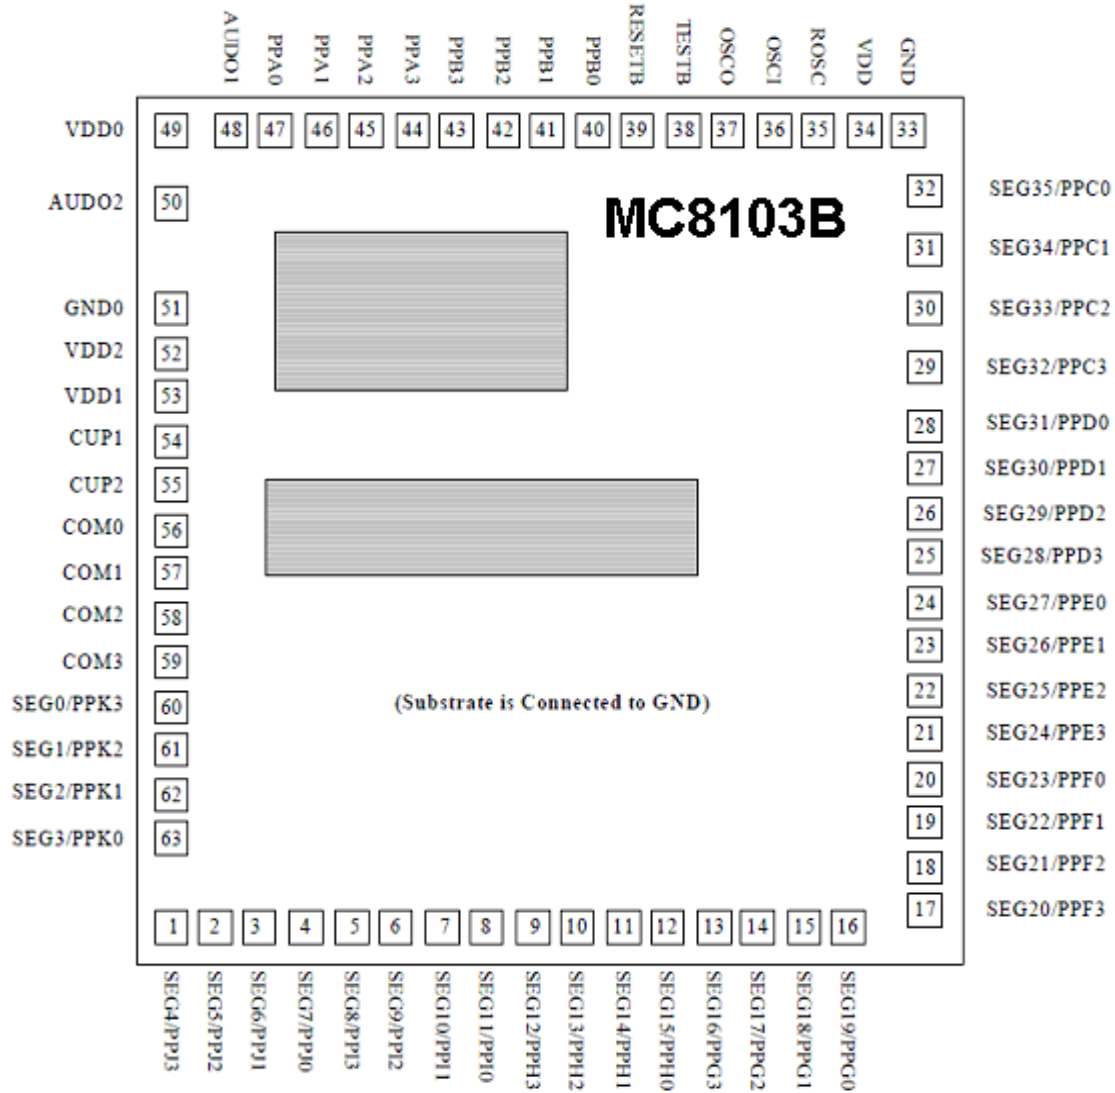 AUDO1 PPA0 PPA1 PPA2 PPA3 PPB3 PPB2 PPB1 PPB0 RESETB TESTB OSCO OSCI ROSC VDD GND
VDD0 49 48 47 46 45 44 43 42 41 40 39 38 37 36 35 34 33
32 SEG35/PPC0
AUDO2 50
MC8103B
31 SEG34/PPC1
GND0 51 30 SEG33/PPC2
VDD2 52
29 SEG32/PPC3
VDD1 53
28 SEG31/PPD0
CUP1 54
27 SEG30/PPD1
CUP2 55
26 SEG29/PPD2
COM0 56
25 SEG28/PPD3
COM1 57
24 SEG27/PPE0
COM2 58
23 SEG26/PPE1
COM3 59
22 SEG25/PPE2
SEG0/PPK3 60 (Substrate is Connected to GND)
21 SEG24/PPE3
SEG1/PPK2 61
20 SEG23/PPF0
SEG2/PPK1 62
19 SEG22/PPF1
SEG3/PPK0 63
18 SEG21/PPF2
17 SEG20/PPF3
1 2 3 4 5 6 7 8 9 10 11 12 13 14 15 16
SEG4/PPJ3 SEG5/PPJ2 SEG6/PPJ1 SEG7/PPJ0 SEG8/PPI3 SEG9/PPI2 SEG10/PPI1 SEG11/PPI0 SEG12/PPH3 SEG13/PPH2 SEG14/PPH1 SEG15/PPH0 SEG16/PPG3 SEG17/PPG2 SEG18/PPG1 SEG19/PPG0